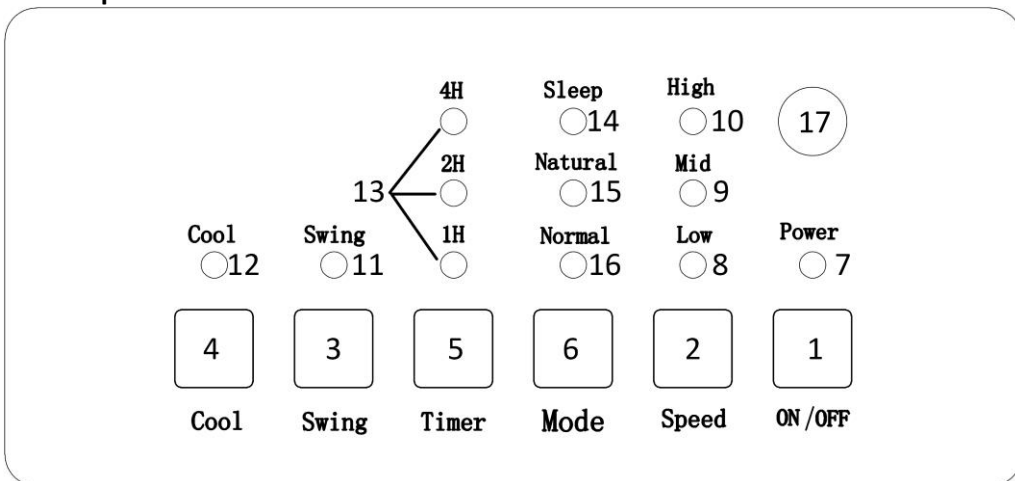 4H Sleep High
14 10 17
2H Natural Mid
13 15 9
Cool Swing 1H Normal Low Power
12 11 16 8 7
4 3 5 6 2 1
Cool Swing Timer Mode Speed ON/OFF